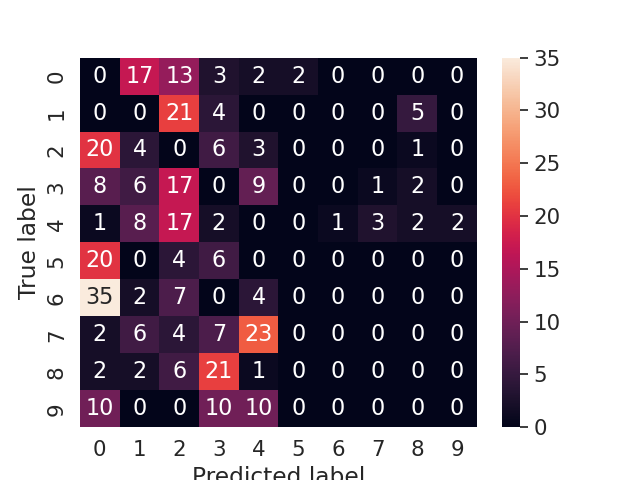 0 0 17 13 3 2 2 0 0 0 0
1 0 0 21 4 0 0 0 0 5 0
2 20 4 0 6 3 0 0 0 1 0
3 8 6 17 0 9 0 0 1 2 0
4 1 8 17 2 0 0 1 3 2 2
5 20 0 4 6 0 0 0 0 0 0
6 35 2 7 0 4 0 0 0 0 0
7 2 6 4 7 23 0 0 0 0 0
8 2 2 6 21 1 0 0 0 0 0
9 10 0 0 10 10 0 0 0 0 0
0 1 2 3 4 5 6 7 8 9
Predicted label
True label
35
30
25
20
15
10
5
0